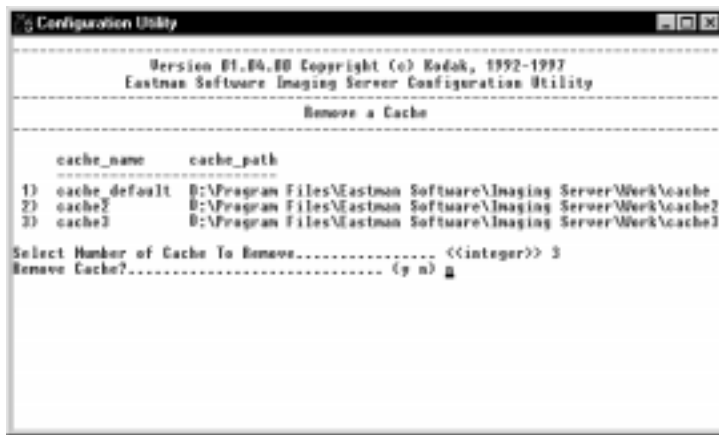 Configuration Utility
Version 01.04.00 Copyright (c) Kodak, 1992-1997
Eastman Software Imaging Server Configuration Utility
Remove a Cache
cache_name cache_path
1) cache_default D:\Program Files\Eastman Software\Imaging Server\Work\cache
2) cache2 D:\Program Files\Eastman Software\Imaging Server\Work\cache2
3) cache3 D:\Program Files\Eastman Software\Imaging Server\Work\cache3
Select Number of Cache To Remove................ <<integer>> 3
Remove Cache?............................. (y n) n